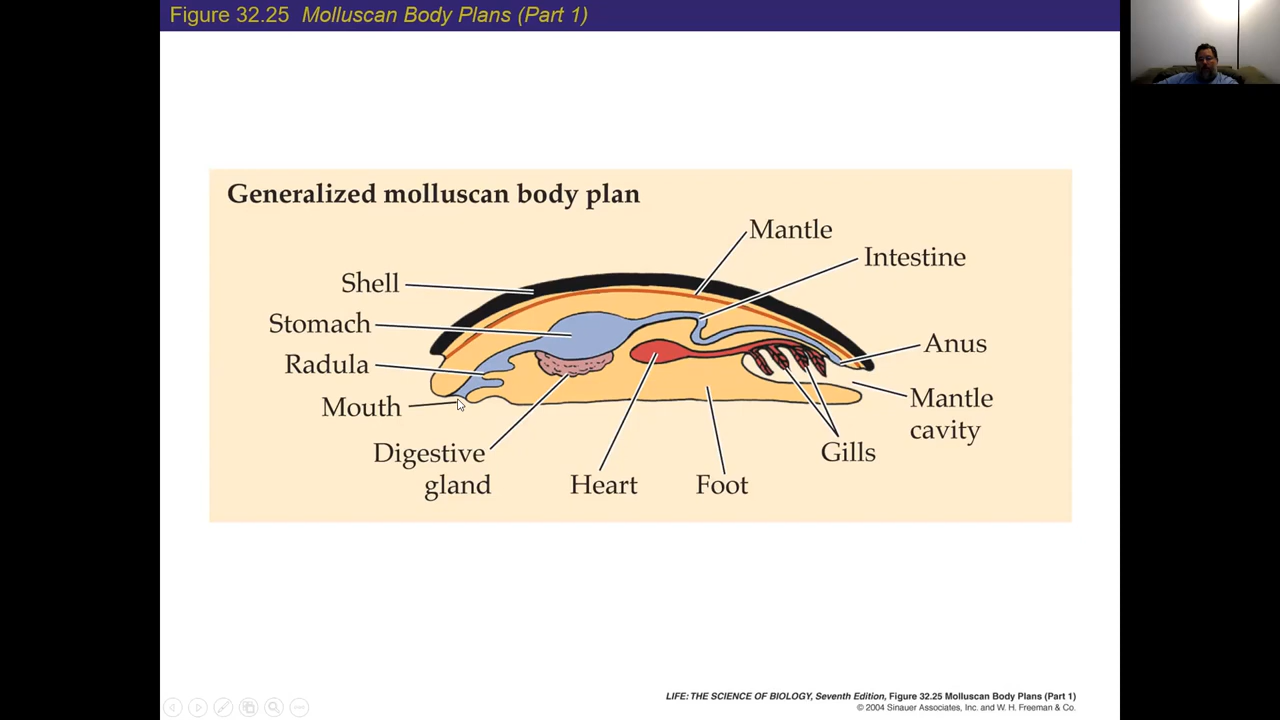 Figure 32.25 Molluscan Body Plans (Part 1)
Generalized molluscan body plan
Mantle
Intestine
Shell
Stomach
Radula
Anus
Mouth
Mantle
cavity
Digestive
gland
Heart
Foot
Gills
LIFE: THE SCIENCE OF BIOLOGY, Seventh Edition, Figure 32.25 Molluscan Body Plans (Part 1)
© 2004 Sinauer Associates, Inc. and W. H. Freeman & Co.